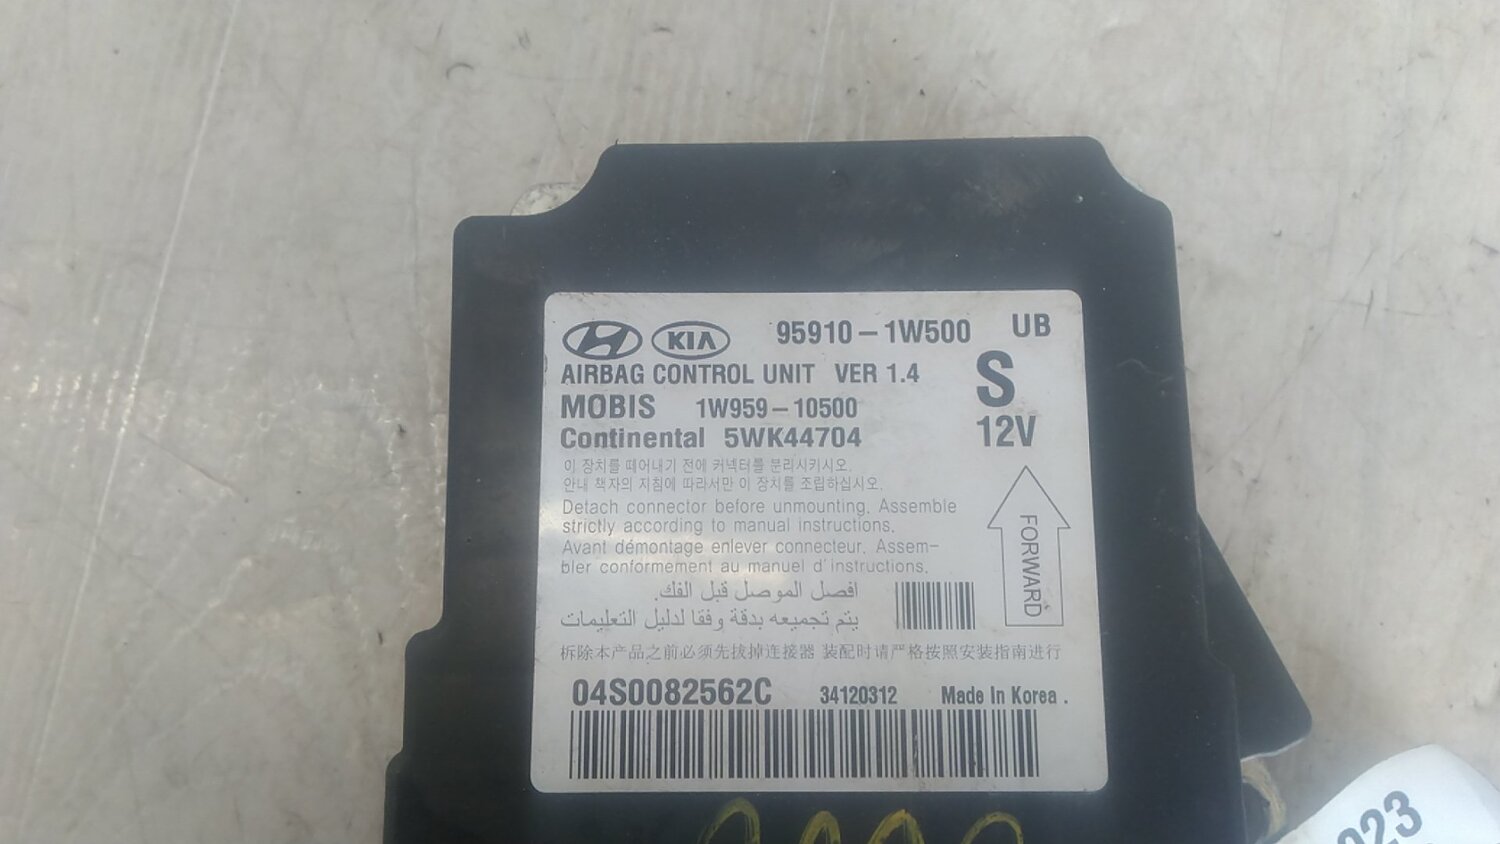 KIA 95910-1W500 UB
AIRBAG CONTROL UNIT VER 1.4
S
MOBIS 1W959-10500
Continental 5WK44704
12V
이 장치를 떼어내기 전에 커넥터를 분리시키시오.
안내 책자의 지침에 따라서만 이 장치를 조립하십시오.
Detach connector before unmounting. Assemble
strictly according to manual instructions.
Avant démontage enlever connecteur. Assem-
bler conformement au manuel d'instructions.
افصل الموصل قبل الفك.
يتم تجميعه بدقة وفقا لدليل التعليمات
FORWARD
拆除本产品之前必须先拔掉连接器 装配时请严格按照安装指南进行
04S0082562C 34120312 Made In Korea .
023